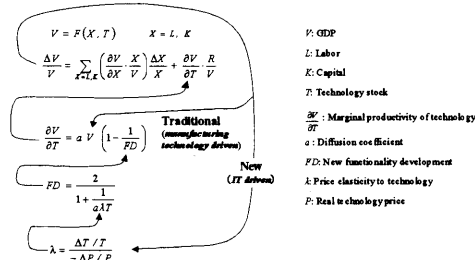 V = F(X, T)    X = L, K
ΔV/V = Σ_{X=L,K} (∂V/∂X · X/V) ΔX/X + ∂V/∂T · R/V
∂V/∂T = a V (1 − 1/FD)
Traditional
(manufacturing
technology driven)
New
(IT driven)
FD = 2/(1 + 1/(aλT))
λ = (ΔT / T)/(− ΔP / P)
V: GDP
L: Labor
K: Capital
T: Technology stock
∂V/∂T : Marginal productivity of technology
a : Diffusion coefficient
FD: New functionality development
λ: Price elasticity to technology
P: Real technology price